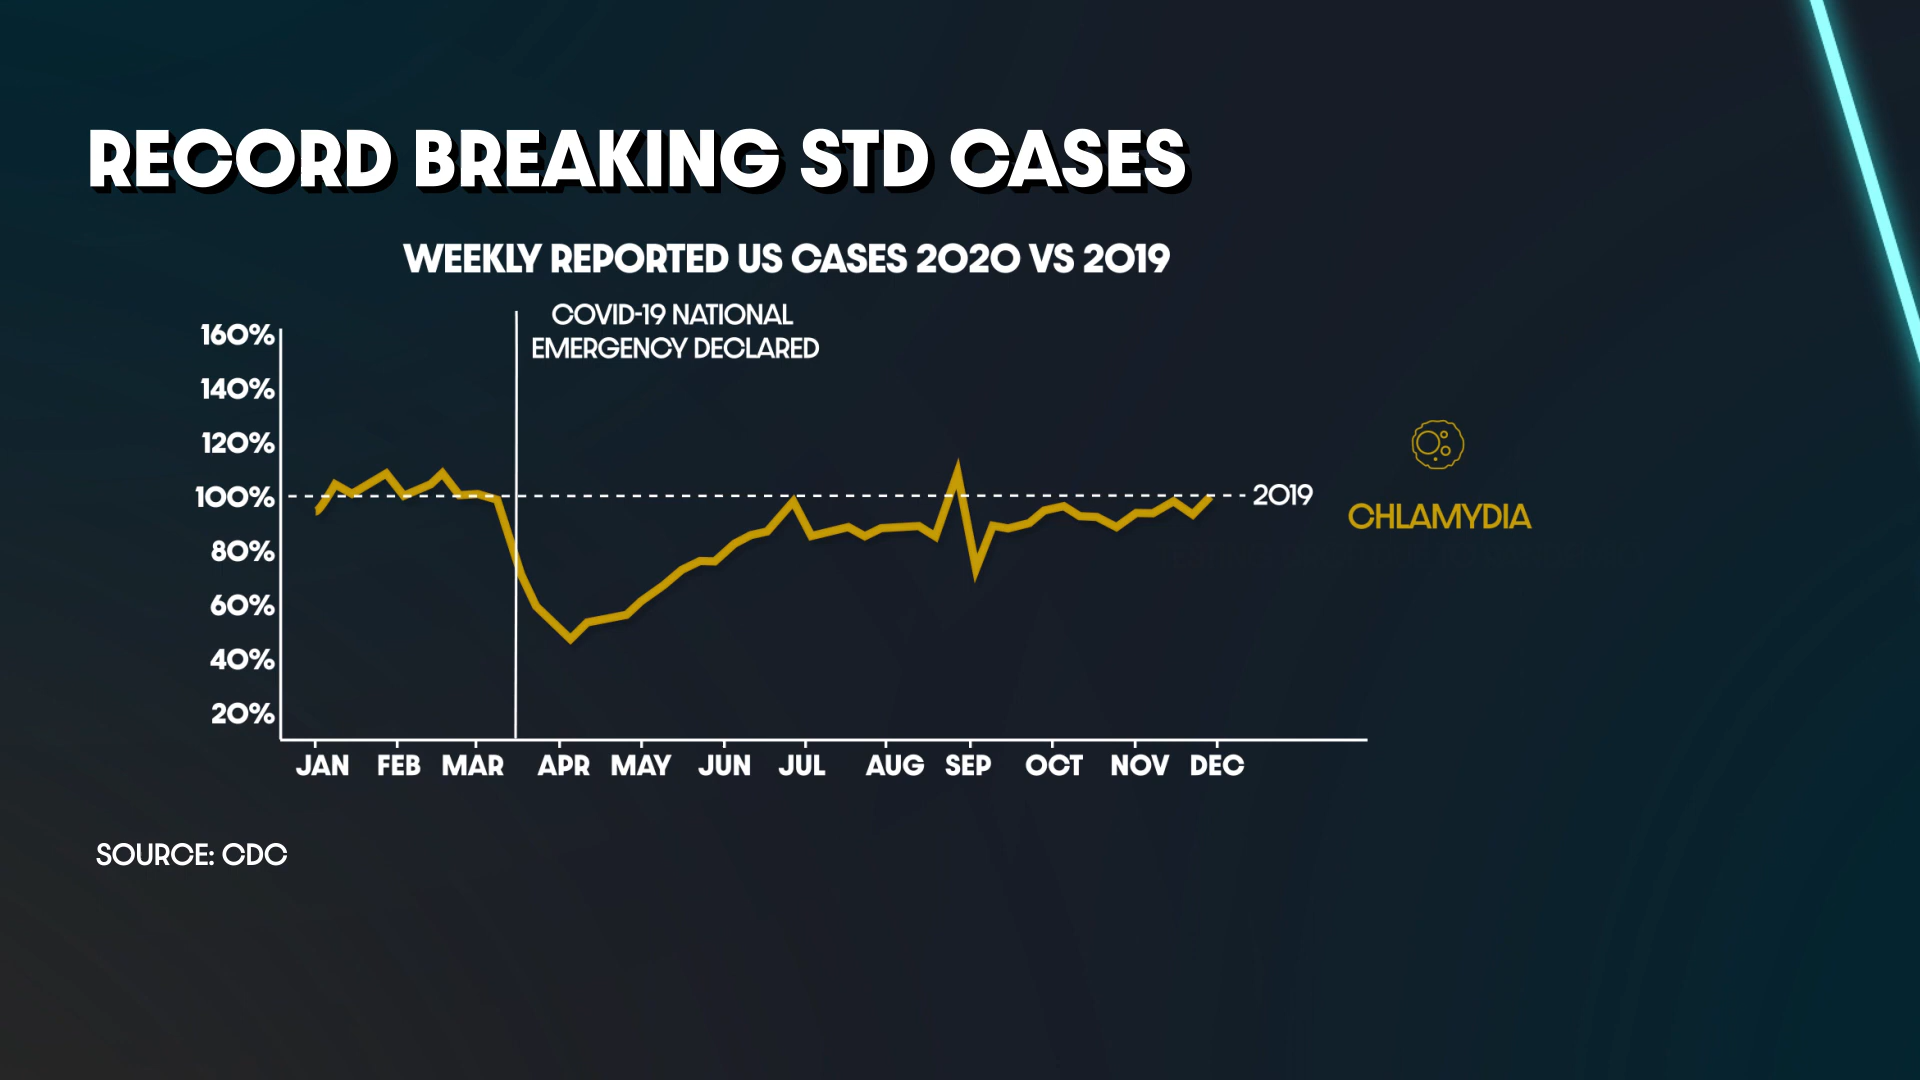 RECORD BREAKING STD CASES
WEEKLY REPORTED US CASES 2020 VS 2019
COVID-19 NATIONAL
EMERGENCY DECLARED
160%
140%
120%
100%
80%
60%
40%
20%
2019
CHLAMYDIA
JAN FEB MAR APR MAY JUN JUL AUG SEP OCT NOV DEC
SOURCE: CDC